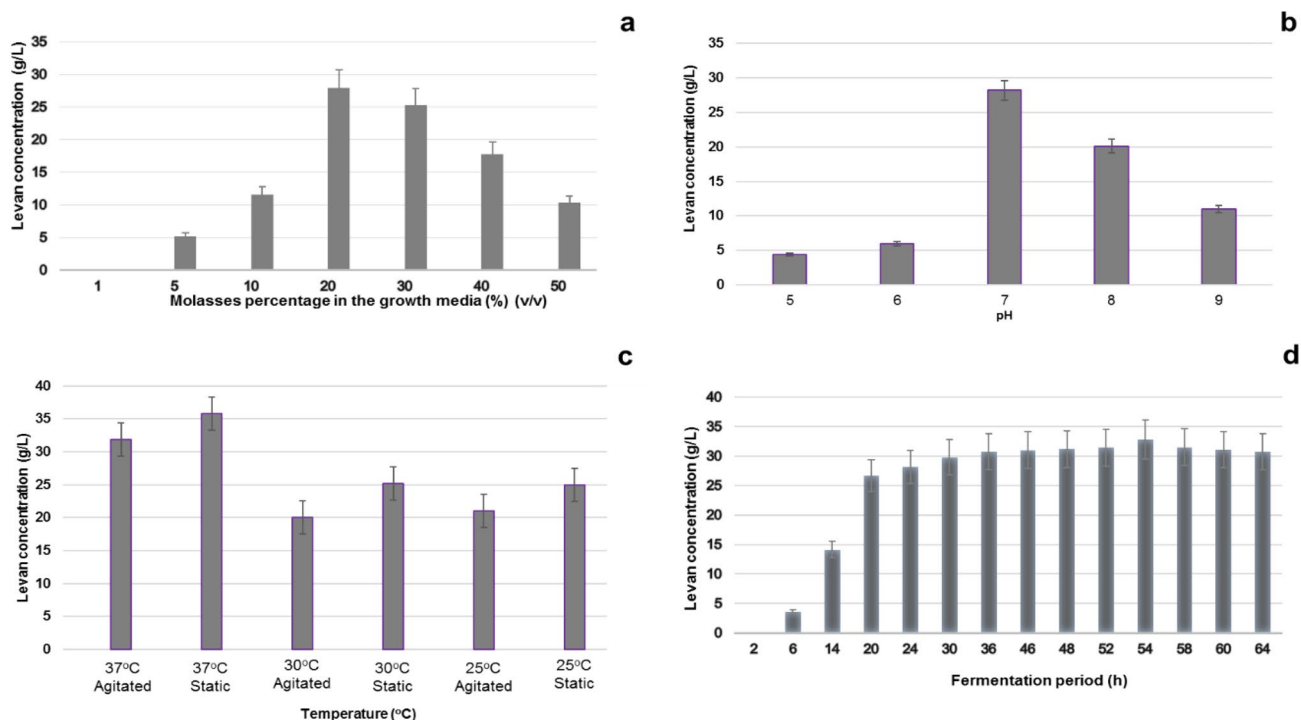 a
Levan concentration (g/L)
35
30
25
20
15
10
5
0
1 5 10 20 30 40 50
Molasses percentage in the growth media (%) (v/v)
b
Levan concentration (g/L)
35
30
25
20
15
10
5
0
5 6 7 8 9
pH
c
Levan concentration (g/L)
40
35
30
25
20
15
10
5
0
37°C 37°C 30°C 30°C 25°C 25°C
Agitated Static Agitated Static Agitated Static
Temperature (°C)
d
Levan concentration (g/L)
40
35
30
25
20
15
10
5
0
2 6 14 20 24 30 36 46 48 52 54 58 60 64
Fermentation period (h)